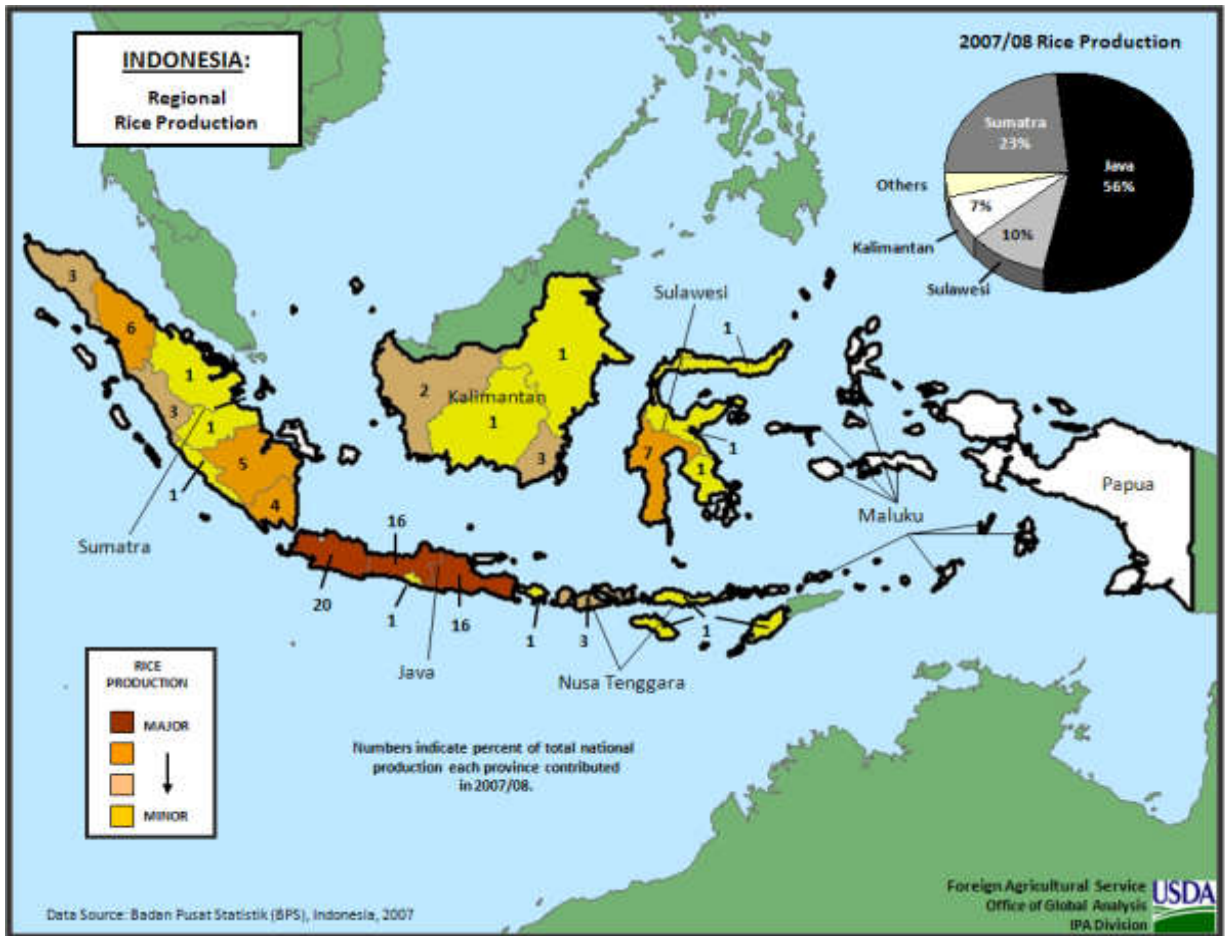 INDONESIA:
Regional
Rice Production
2007/08 Rice Production
Sumatra
23%
Java
56%
Others
7%
Kalimantan
10%
Sulawesi
3
6
1
3
1
5
1
4
Sumatra
2
Kalimantan
1
1
3
Sulawesi
1
7
1
1
Maluku
Papua
16
20
1
16
Java
1
3
1
Nusa Tenggara
RICE
PRODUCTION
MAJOR
MINOR
Numbers indicate percent of total national
production each province contributed
in 2007/08.
Data Source: Badan Pusat Statistik (BPS), Indonesia, 2007
Foreign Agricultural Service
Office of Global Analysis
IPA Division
USDA